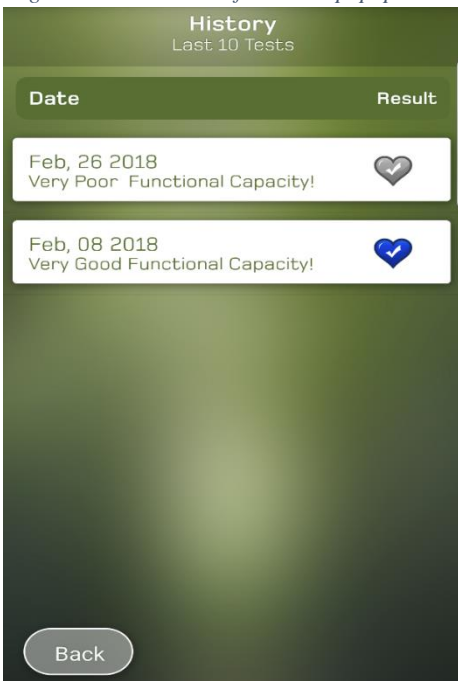 History
Last 10 Tests
Date Result
Feb, 26 2018
Very Poor Functional Capacity!
Feb, 08 2018
Very Good Functional Capacity!
Back